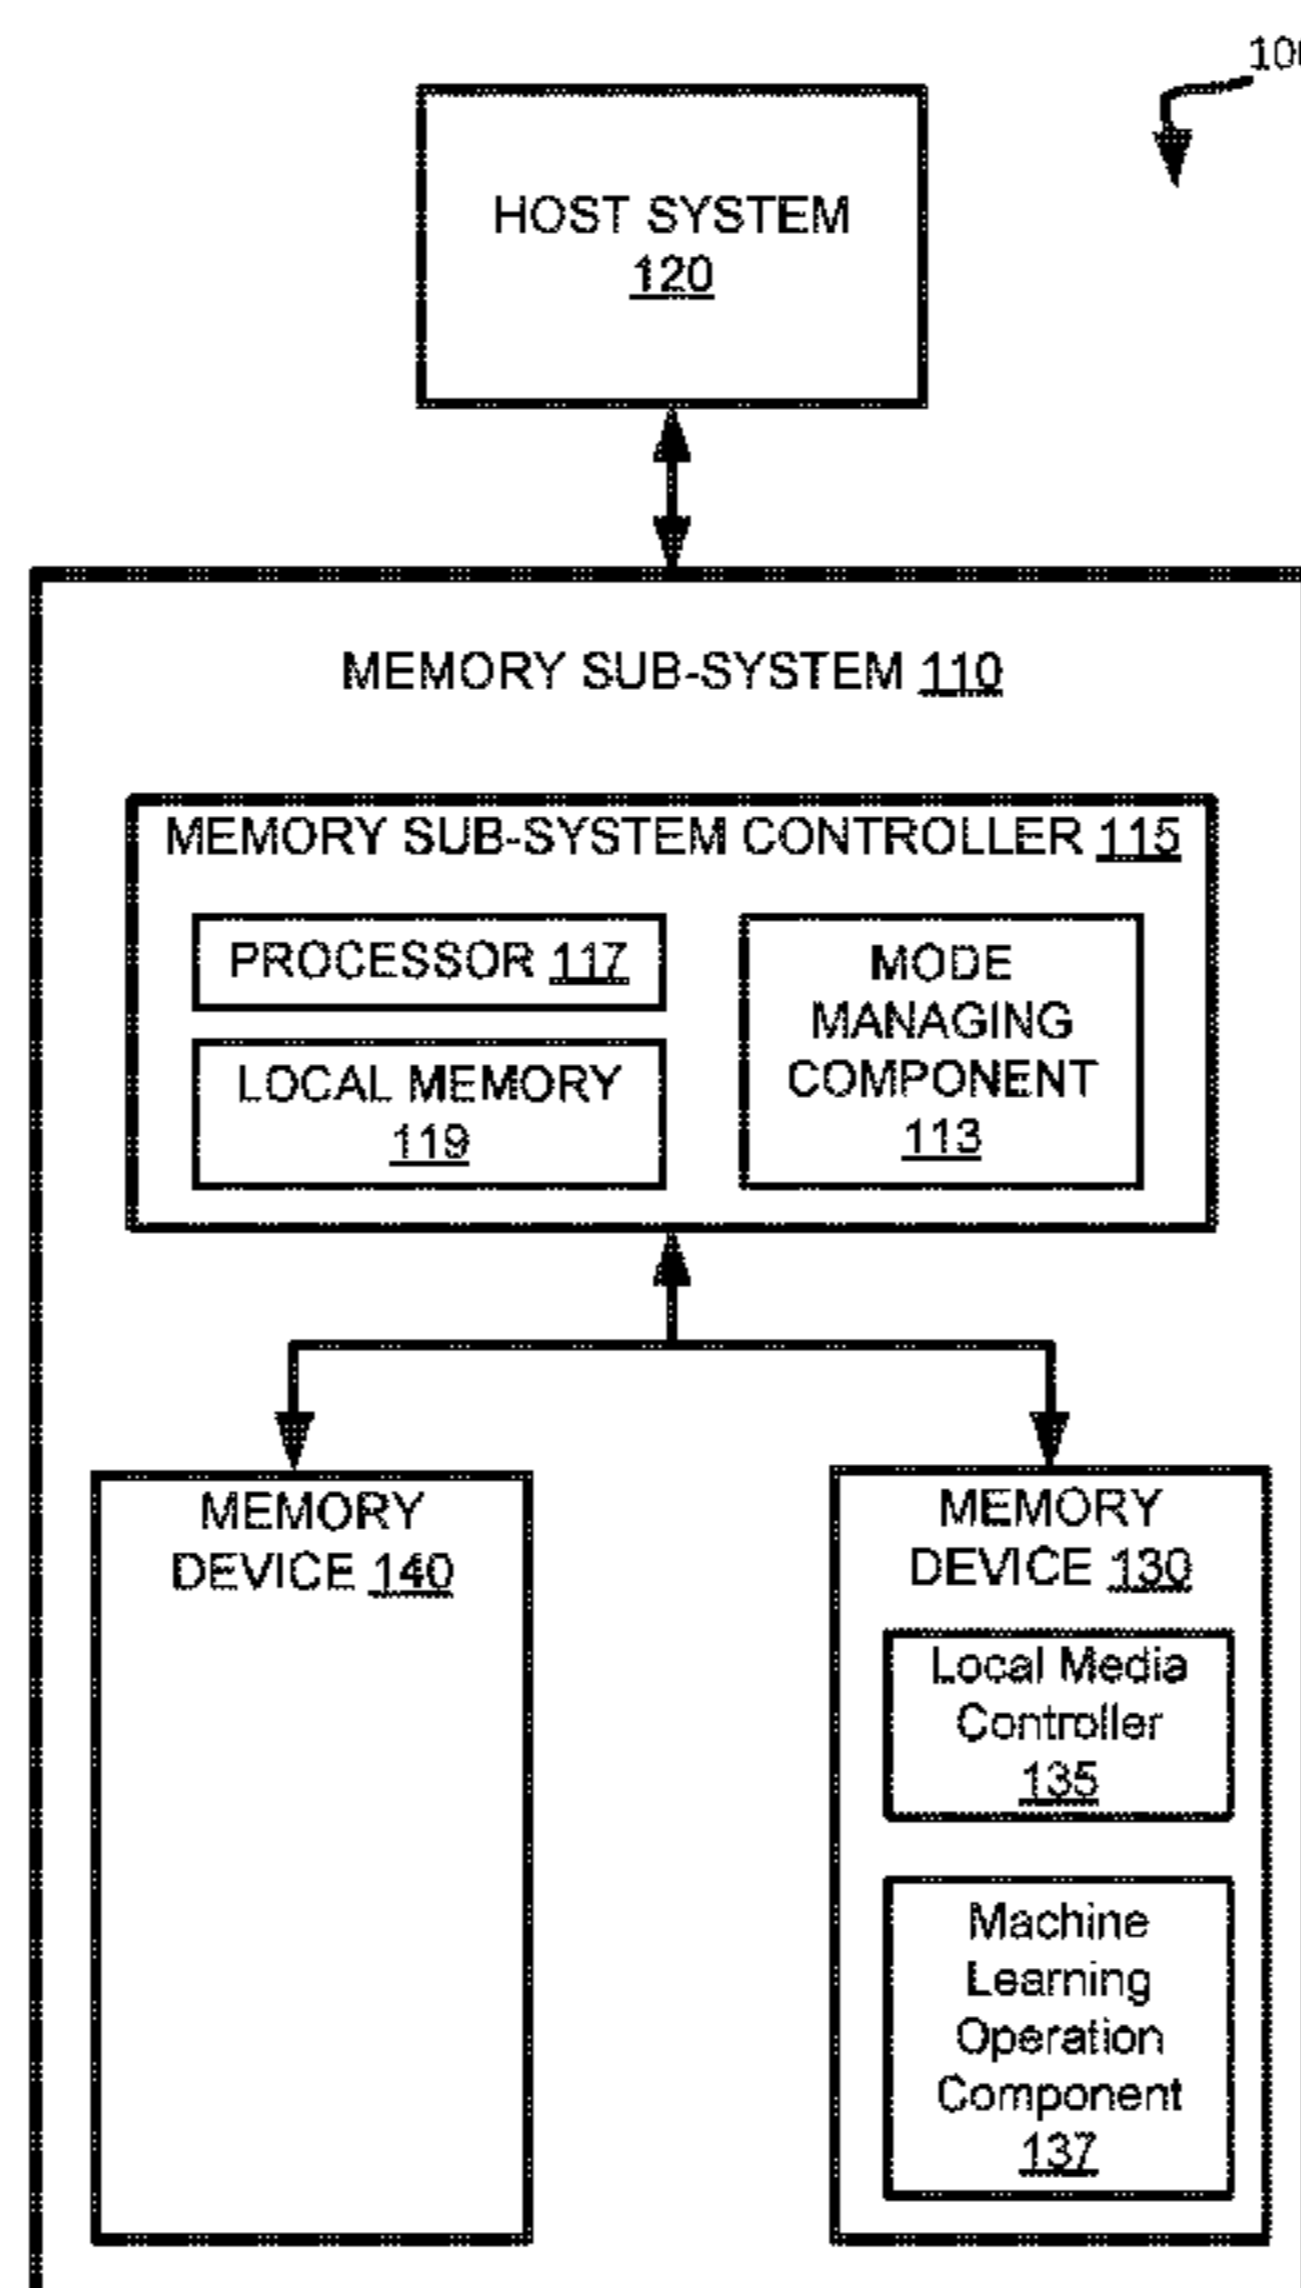 HOST SYSTEM
120
MEMORY SUB-SYSTEM 110
MEMORY SUB-SYSTEM CONTROLLER 115
PROCESSOR 117
LOCAL MEMORY
119
MODE
MANAGING
COMPONENT
113
MEMORY
DEVICE 140
MEMORY
DEVICE 130
Local Media
Controller
135
Machine
Learning
Operation
Component
137